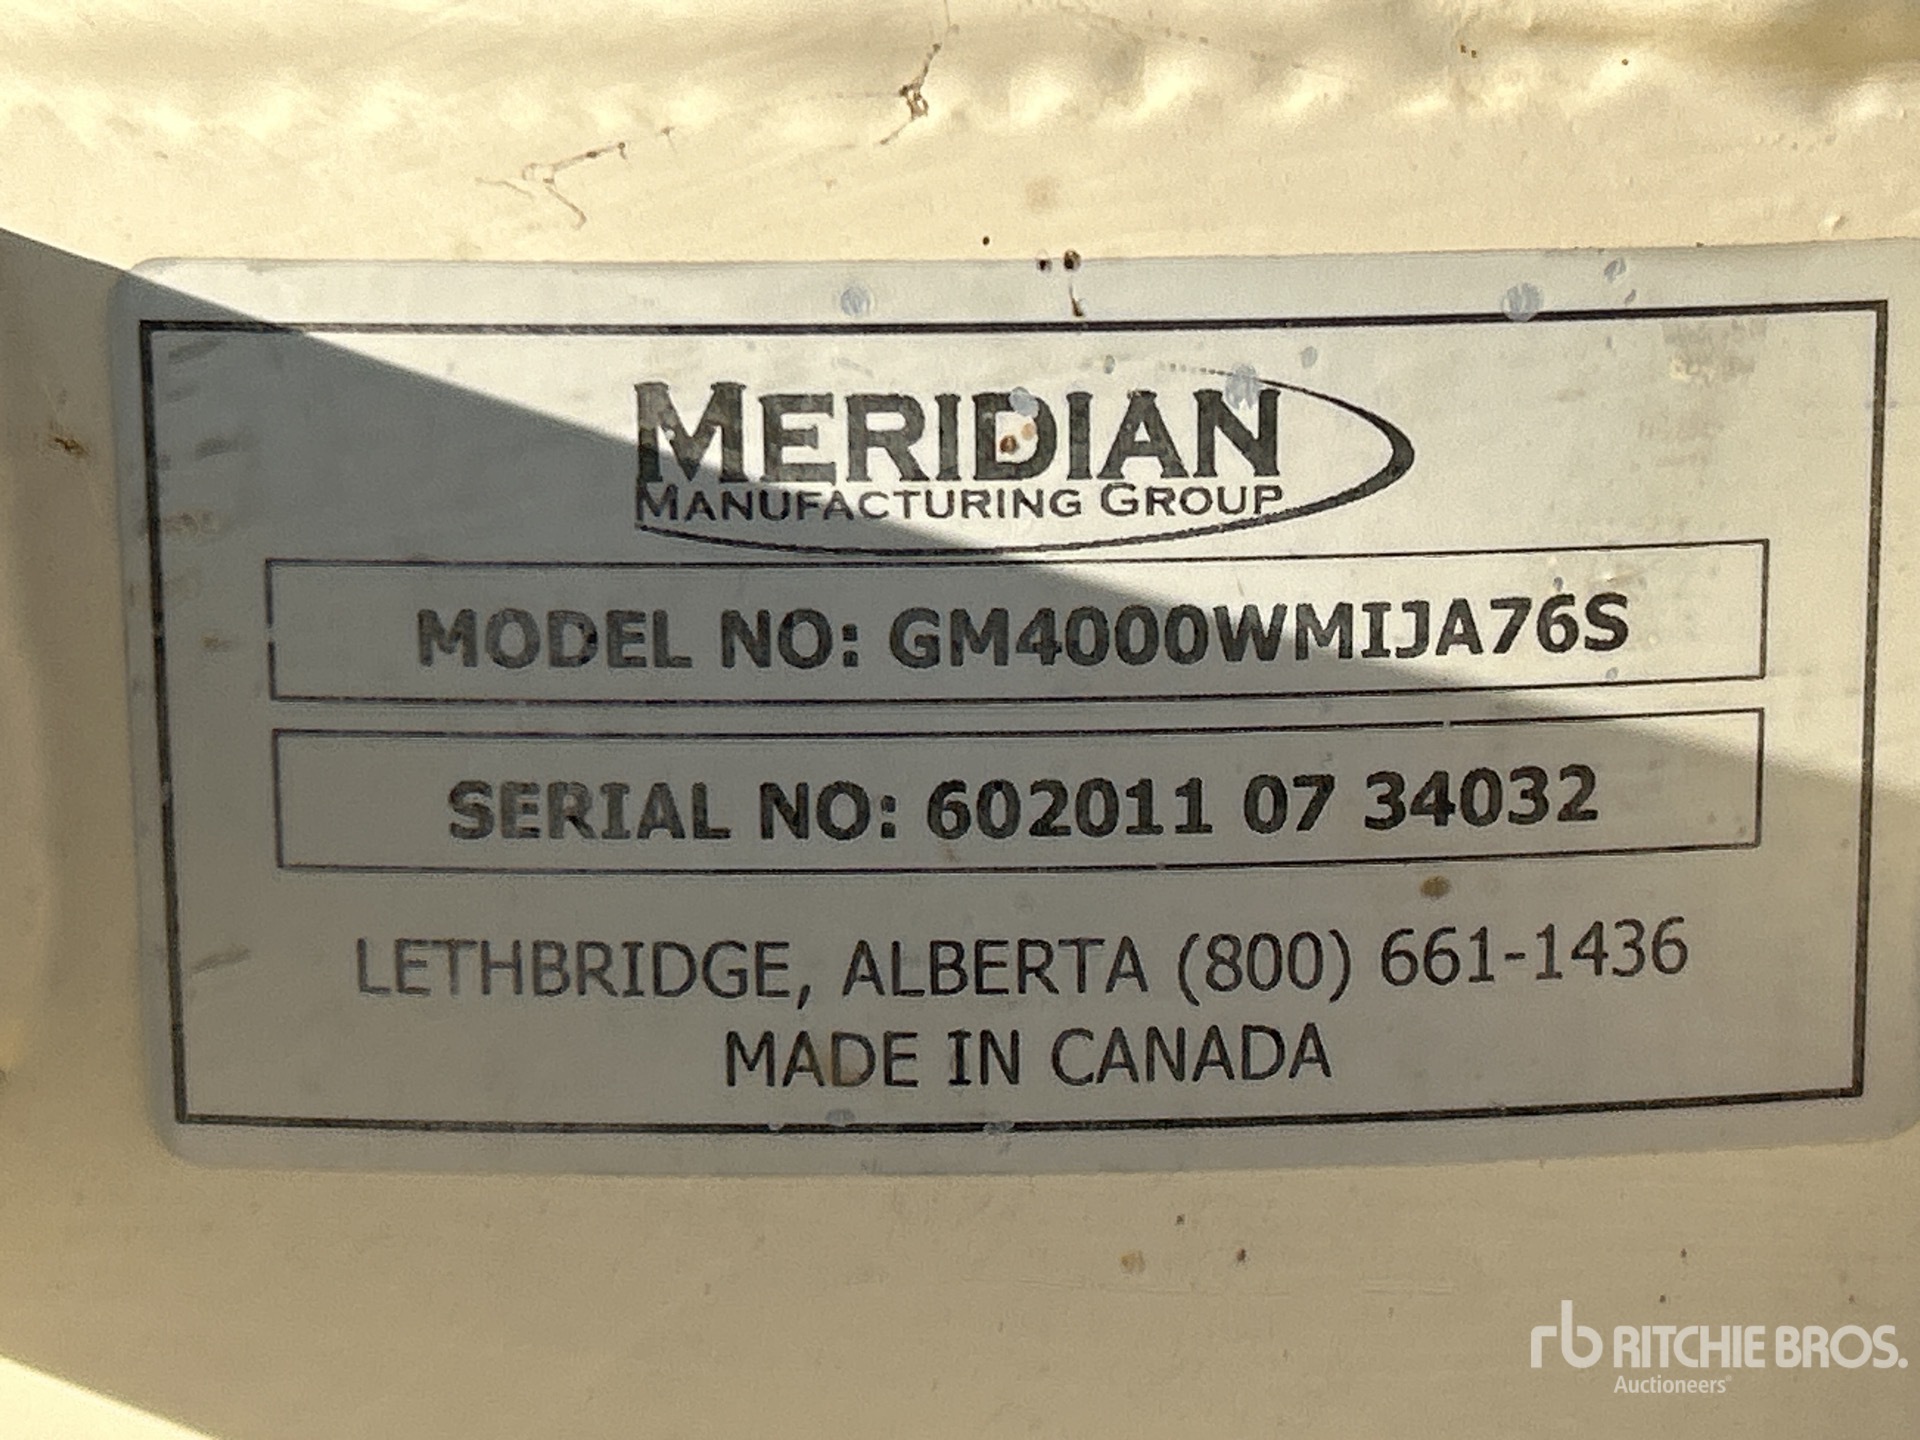 MERIDIAN
MANUFACTURING GROUP
MODEL NO: GM4000WMIJA76S
SERIAL NO: 602011 07 34032
LETHBRIDGE, ALBERTA (800) 661-1436
MADE IN CANADA
rb RITCHIE BROS.
Auctioneers